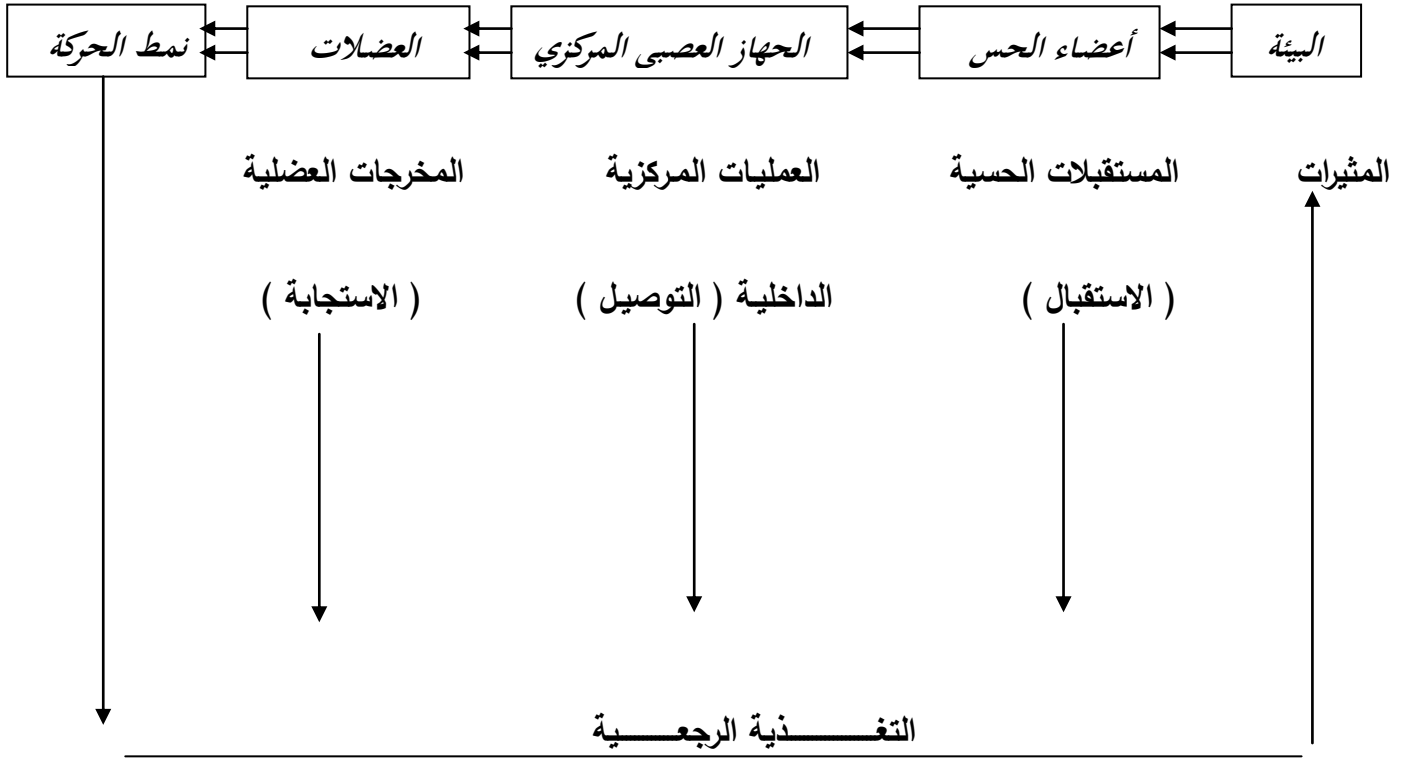 البيئة أعضاء الحس الحهاز العصبى المركزي العضلات نمط الحركة
المثيرات المستقبلات الحسية العمليات المركزية المخرجات العضلية
( الاستقبال ) الداخلية ( التوصيل ) ( الاستجابة )
التغـــــــذية الرجعـــــــية